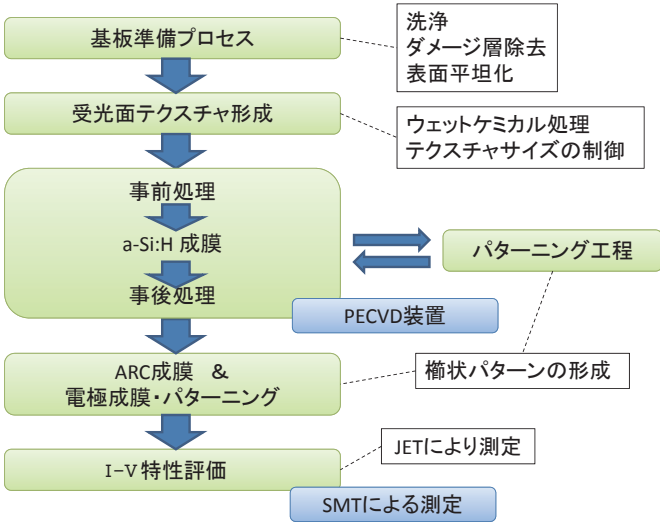 基板準備プロセス
洗浄
ダメージ層除去
表面平坦化
受光面テクスチャ形成
ウェットケミカル処理
テクスチャサイズの制御
事前処理
a-Si:H 成膜
事後処理
パターニング工程
PECVD装置
ARC成膜 &
電極成膜・パターニング
櫛状パターンの形成
JETにより測定
I-V 特性評価
SMTによる測定